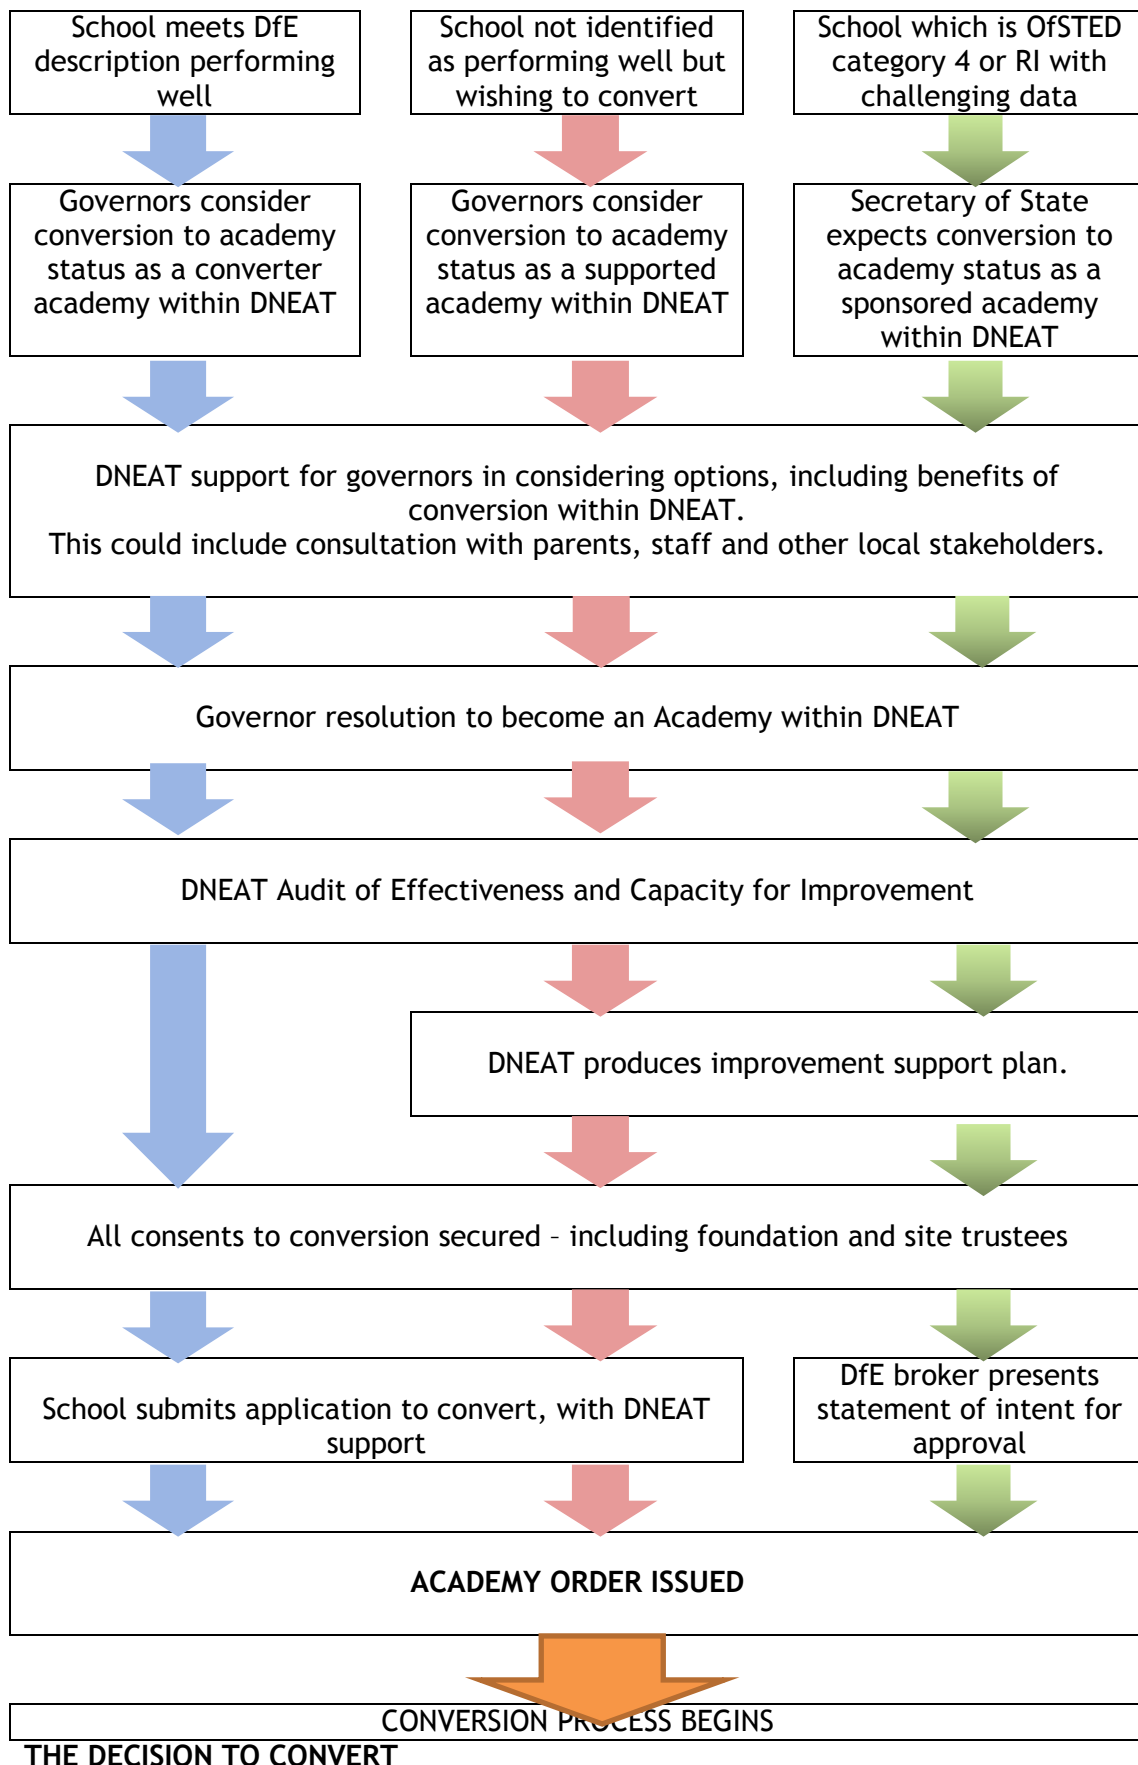 School meets DfE
description performing
well
School not identified
as performing well but
wishing to convert
School which is OfSTED
category 4 or RI with
challenging data
Governors consider
conversion to academy
status as a converter
academy within DNEAT
Governors consider
conversion to academy
status as a supported
academy within DNEAT
Secretary of State
expects conversion to
academy status as a
sponsored academy
within DNEAT
DNEAT support for governors in considering options, including benefits of
conversion within DNEAT.
This could include consultation with parents, staff and other local stakeholders.
Governor resolution to become an Academy within DNEAT
DNEAT Audit of Effectiveness and Capacity for Improvement
DNEAT produces improvement support plan.
All consents to conversion secured – including foundation and site trustees
School submits application to convert, with DNEAT
support
DfE broker presents
statement of intent for
approval
ACADEMY ORDER ISSUED
CONVERSION PROCESS BEGINS
THE DECISION TO CONVERT